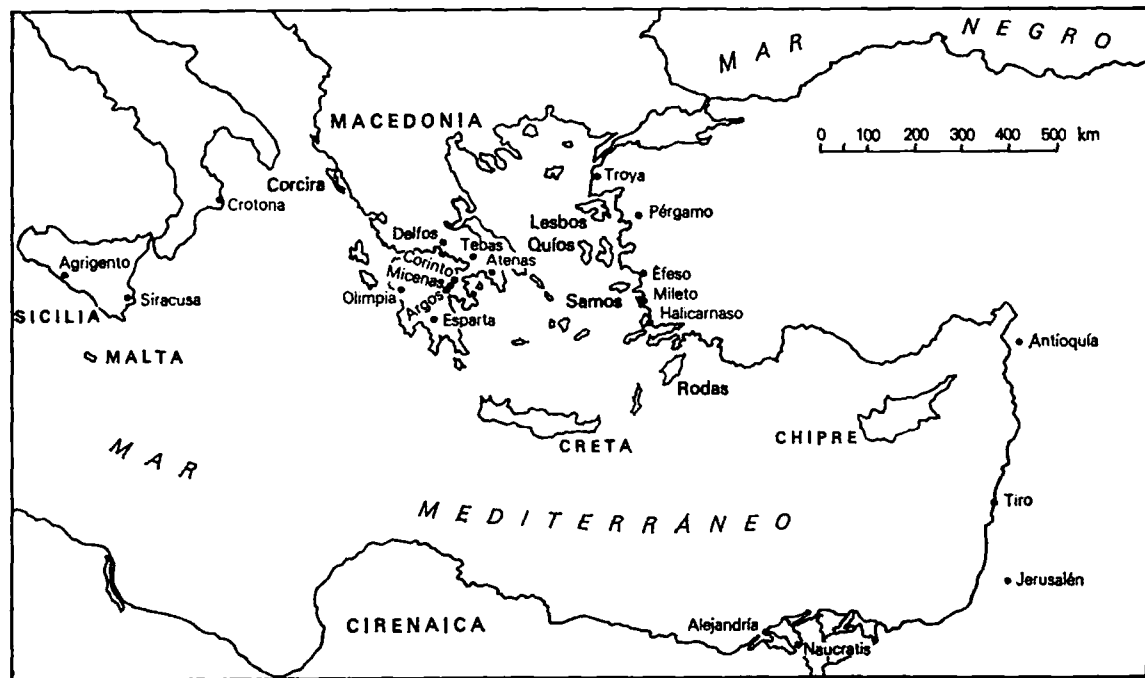 MAR NEGRO
0 100 200 300 400 500 km
MACEDONIA
Troya
Corcira
Crotona
Lesbos
Pérgamo
Delfos
Tebas
Quíos
Atenas
Corinto
Micenas
Agrigento
Éfeso
Olimpia
Argos
Samos
Mileto
Siracusa
Halicarnaso
SICILIA
Esparta
Antioquía
MALTA
Rodas
CRETA
CHIPRE
MAR
MEDITERRÁNEO
Tiro
Jerusalén
CIRENAICA
Alejandría
Naucratis